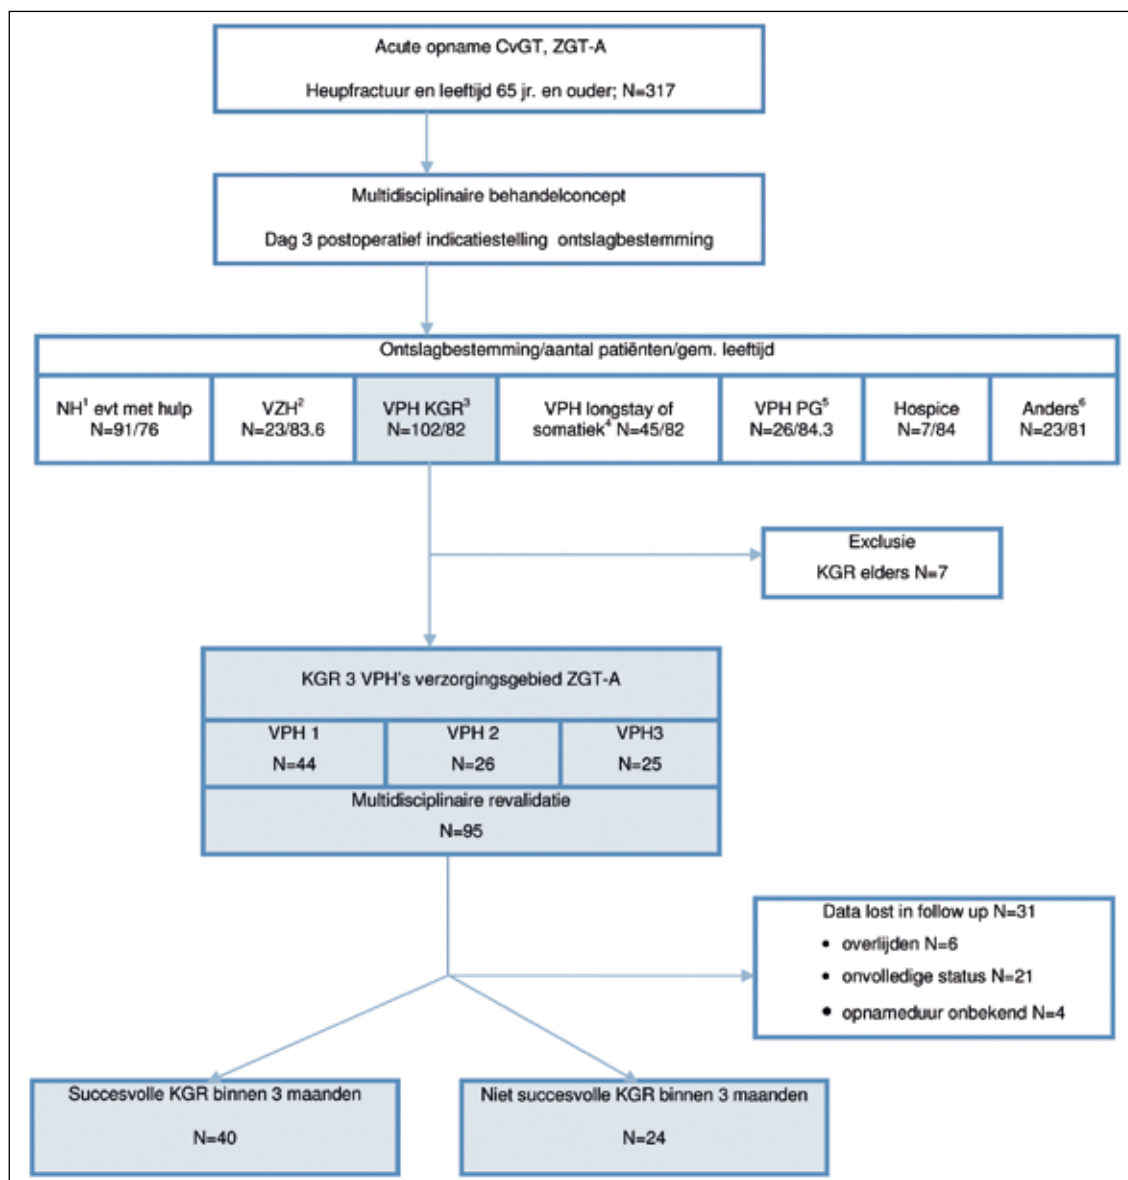 Acute opname CvGT, ZGT-A
Heupfractuur en leeftijd 65 jr. en ouder; N=317
Multidisciplinaire behandelconcept
Dag 3 postoperatief indicatiestelling ontslagbestemming
Ontslagbestemming/aantal patiënten/gem. leeftijd
NH¹ evt met hulp
N=91/76
VZH²
N=23/83.6
VPH KGR³
N=102/82
VPH longstay of
somatiek⁴ N=45/82
VPH PG⁵
N=26/84.3
Hospice
N=7/84
Anders⁶
N=23/81
Exclusie
KGR elders N=7
KGR 3 VPH's verzorgingsgebied ZGT-A
VPH 1
N=44
VPH 2
N=26
VPH3
N=25
Multidisciplinaire revalidatie
N=95
Data lost in follow up N=31
• overlijden N=6
• onvolledige status N=21
• opnameduur onbekend N=4
Succesvolle KGR binnen 3 maanden
N=40
Niet succesvolle KGR binnen 3 maanden
N=24